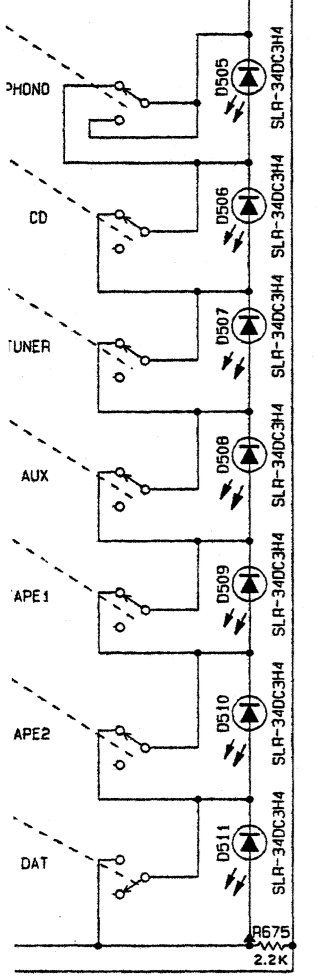 PHONO
D505
SLR-34DC3H4
CD
D506
SLR-34DC3H4
TUNER
D507
SLR-34DC3H4
AUX
D508
SLR-34DC3H4
APE1
D509
SLR-34DC3H4
APE2
D510
SLR-34DC3H4
DAT
D511
SLR-34DC3H4
R675
2.2K